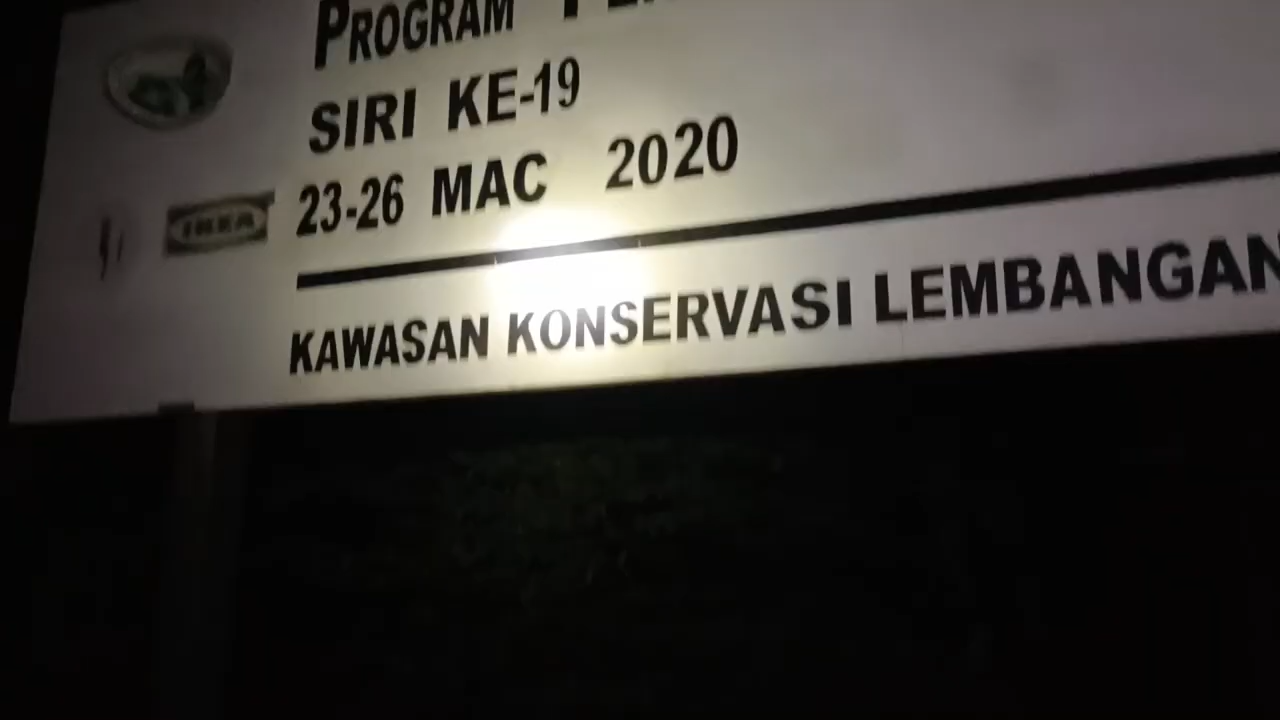 PROGRAM
SIRI KE-19
23-26 MAC 2020
IKEA
KAWASAN KONSERVASI LEMBANGAN